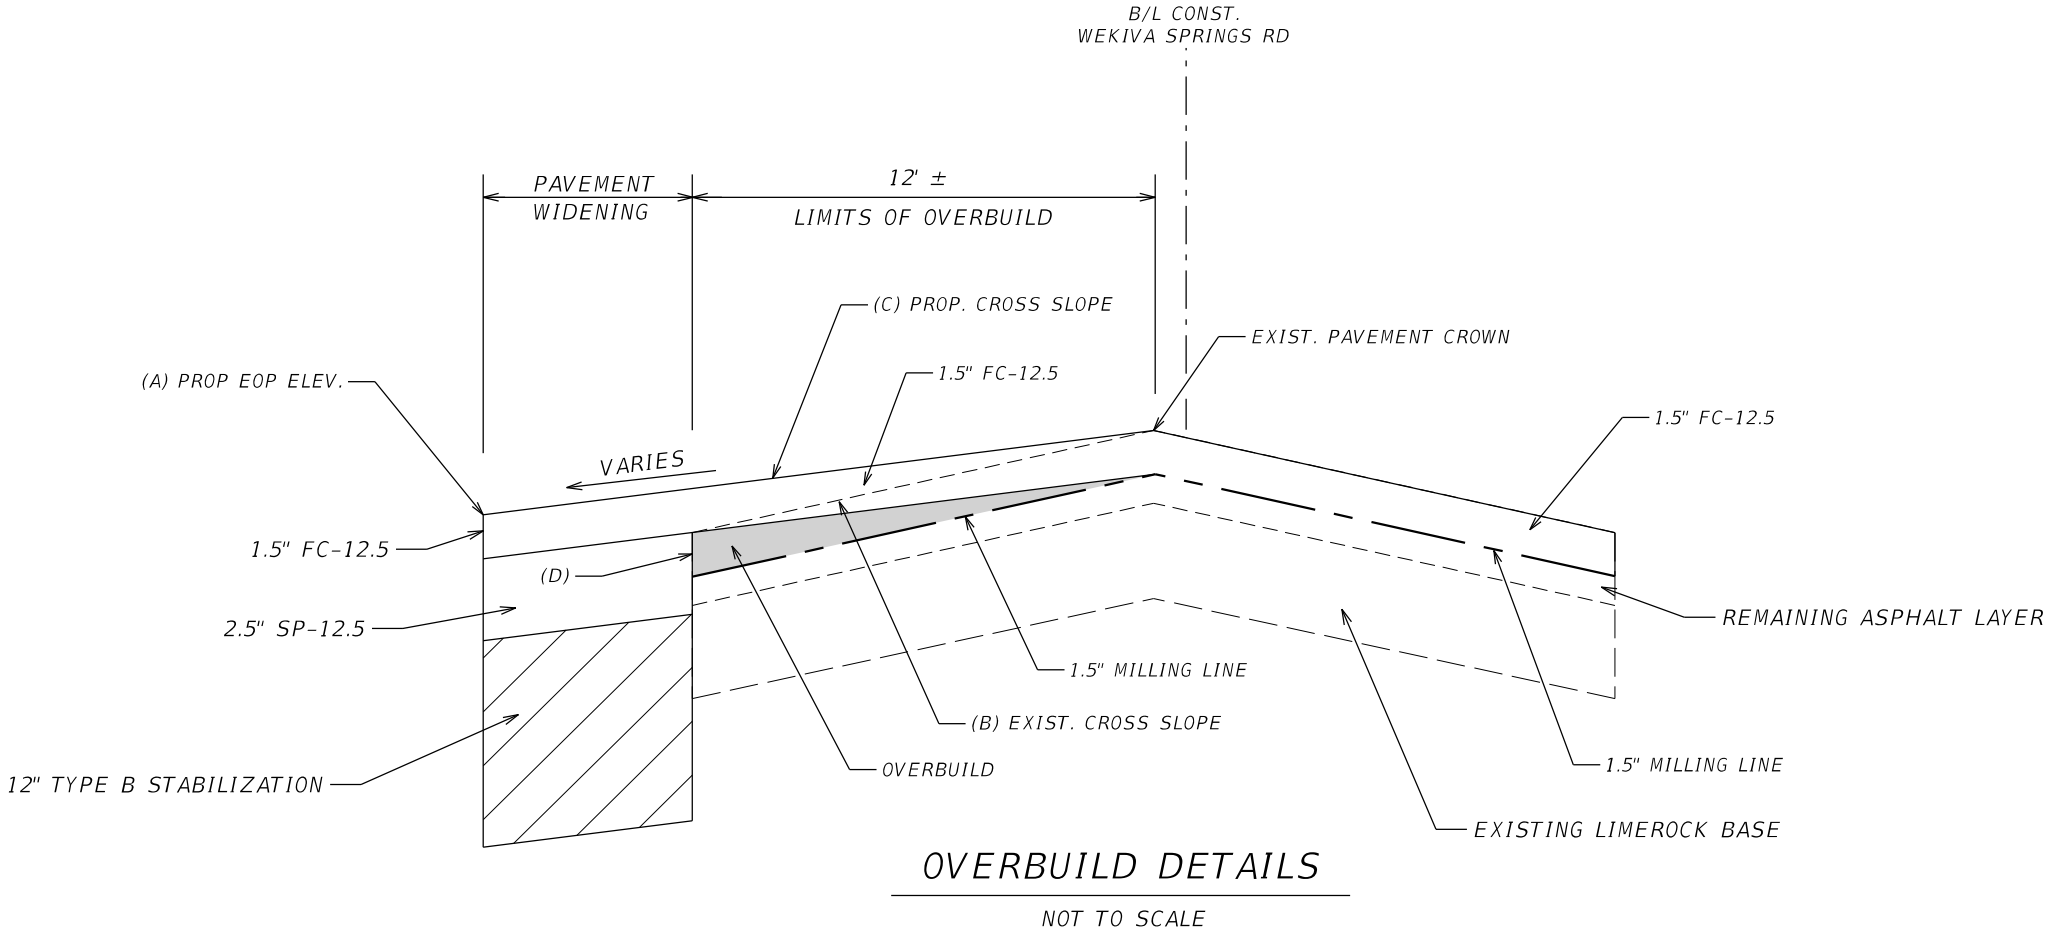 B/L CONST.
WEKIVA SPRINGS RD
PAVEMENT
WIDENING
12' ±
LIMITS OF OVERBUILD
(C) PROP. CROSS SLOPE
EXIST. PAVEMENT CROWN
(A) PROP EOP ELEV.
1.5" FC-12.5
1.5" FC-12.5
VARIES
1.5" FC-12.5
(D)
2.5" SP-12.5
REMAINING ASPHALT LAYER
1.5" MILLING LINE
(B) EXIST. CROSS SLOPE
OVERBUILD
1.5" MILLING LINE
12" TYPE B STABILIZATION
EXISTING LIMEROCK BASE
OVERBUILD DETAILS
NOT TO SCALE